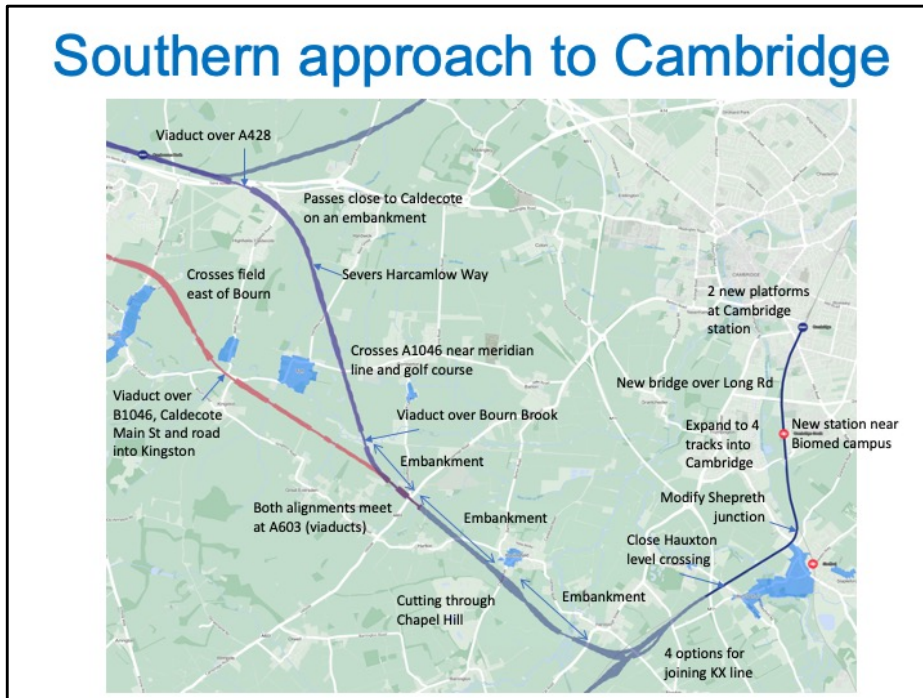 Southern approach to Cambridge
Viaduct over A428
Passes close to Caldecote
on an embankment
Severs Harcamlow Way
Crosses field
east of Bourn
2 new platforms
at Cambridge
station
CAMBRIDGE
Crosses A1046 near meridian
line and golf course
Viaduct over
B1046, Caldecote
Main St and road
into Kingston
New bridge over Long Rd
Viaduct over Bourn Brook
Expand to 4
tracks into
Cambridge
New station near
Biomed campus
Embankment
Both alignments meet
at A603 (viaducts)
Modify Shepreth
junction
Embankment
Close Hauxton
level crossing
Cutting through
Chapel Hill
Embankment
4 options for
joining KX line